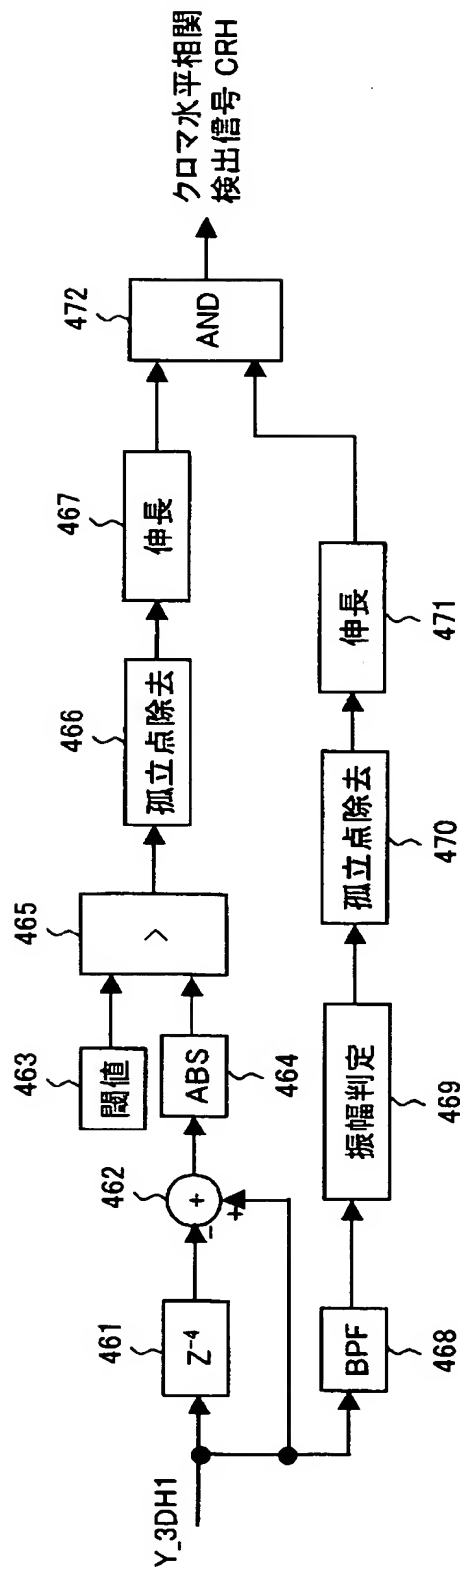 Y_3DH1
461
Z⁻⁴
462
+
-
+
463
閾値
464
ABS
465
>
466
孤立点除去
467
伸長
468
BPF
469
振幅判定
470
孤立点除去
471
伸長
472
AND
クロマ水平相関
検出信号 CRH